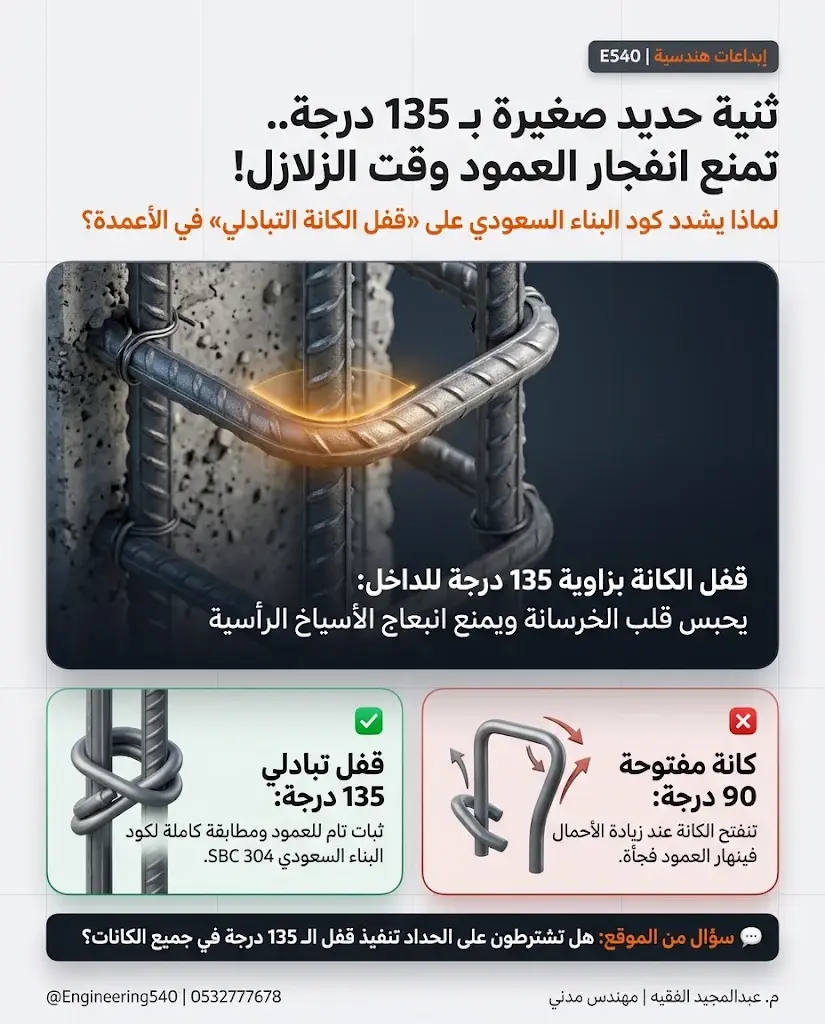 إبداعات هندسية | E540
ثنية حديد صغيرة بـ 135 درجة..
تمنع انفجار العمود وقت الزلازل!
لماذا يشدد كود البناء السعودي على «قفل الكانة التبادلي» في الأعمدة؟
قفل الكانة بزاوية 135 درجة للداخل:
يحبس قلب الخرسانة ويمنع انبعاج الأسياخ الرأسية
كانة مفتوحة
90 درجة:
تنفتح الكانة عند زيادة الأحمال
فينهار العمود فجأة.
قفل تبادلي
135 درجة:
ثبات تام للعمود ومطابقة كاملة لكود
البناء السعودي SBC 304.
سؤال من الموقع: هل تشترطون على الحداد تنفيذ قفل الـ 135 درجة في جميع الكانات؟
م. عبدالمجيد الفقيه | مهندس مدني
@Engineering540 | 0532777678